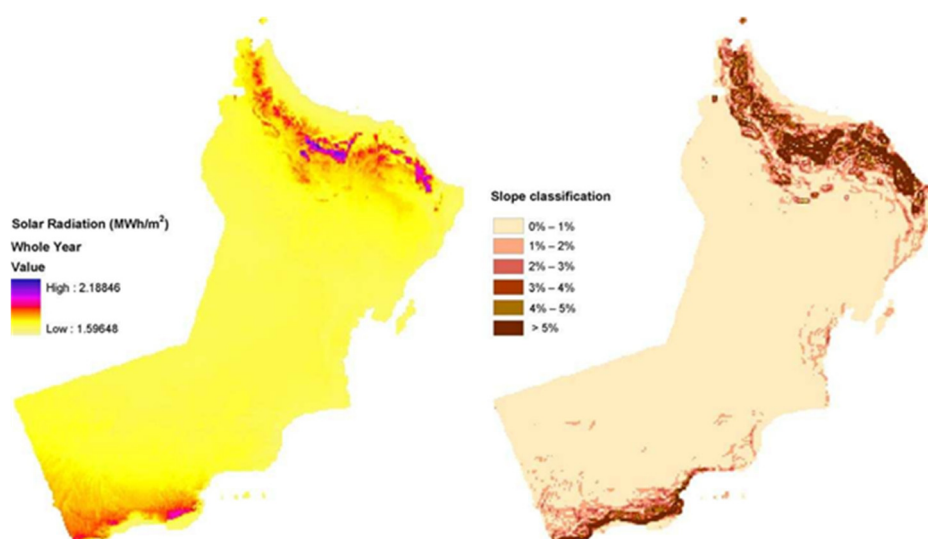 Solar Radiation (MWh/m²)
Whole Year
Value
High : 2.18846
Low : 1.59648
Slope classification
0% – 1%
1% – 2%
2% – 3%
3% – 4%
4% – 5%
> 5%